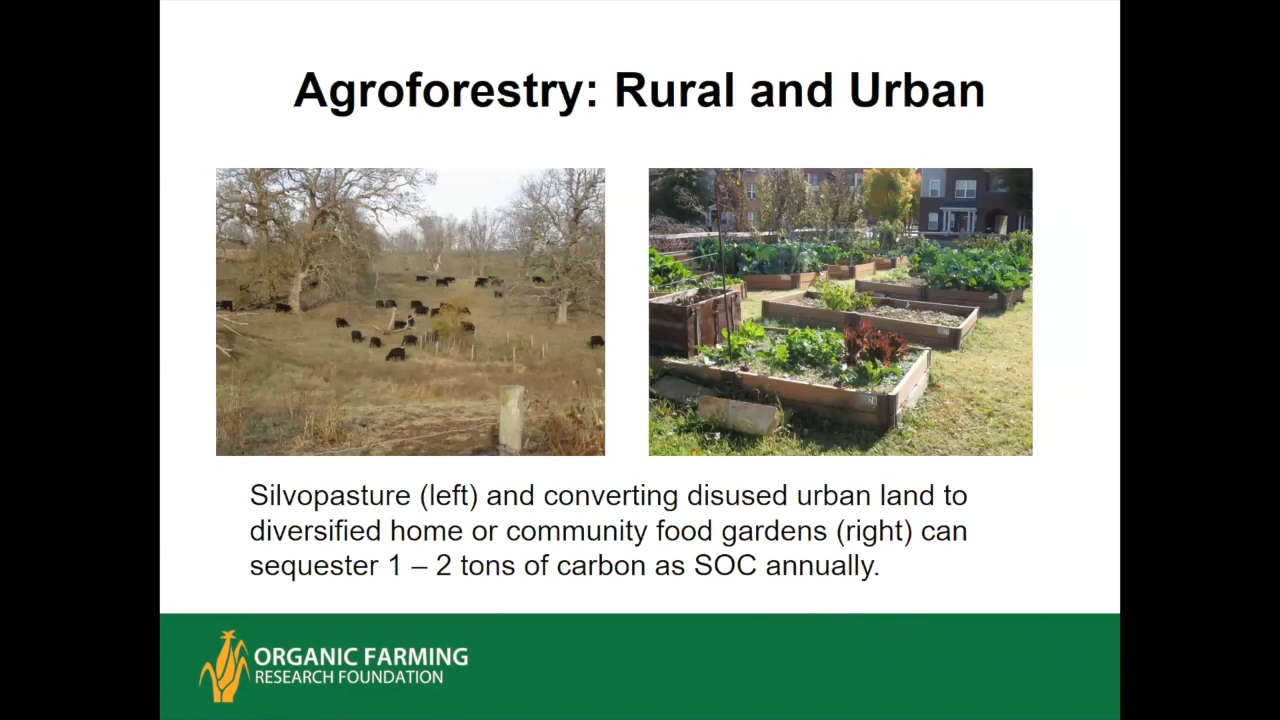 Agroforestry: Rural and Urban
Silvopasture (left) and converting disused urban land to
diversified home or community food gardens (right) can
sequester 1 – 2 tons of carbon as SOC annually.
ORGANIC FARMING
RESEARCH FOUNDATION